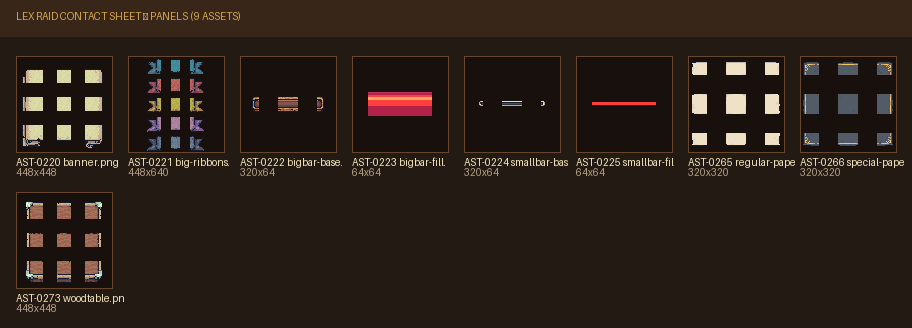 LEX RAID CONTACT SHEET▯PANELS (9 ASSETS)
AST-0220 banner.png
448x448
AST-0221 big-ribbons.
448x640
AST-0222 bigbar-base.
320x64
AST-0223 bigbar-fill.
64x64
AST-0224 smallbar-bas
320x64
AST-0225 smallbar-fil
64x64
AST-0265 regular-pape
320x320
AST-0266 special-pape
320x320
AST-0273 woodtable.pn
448x448